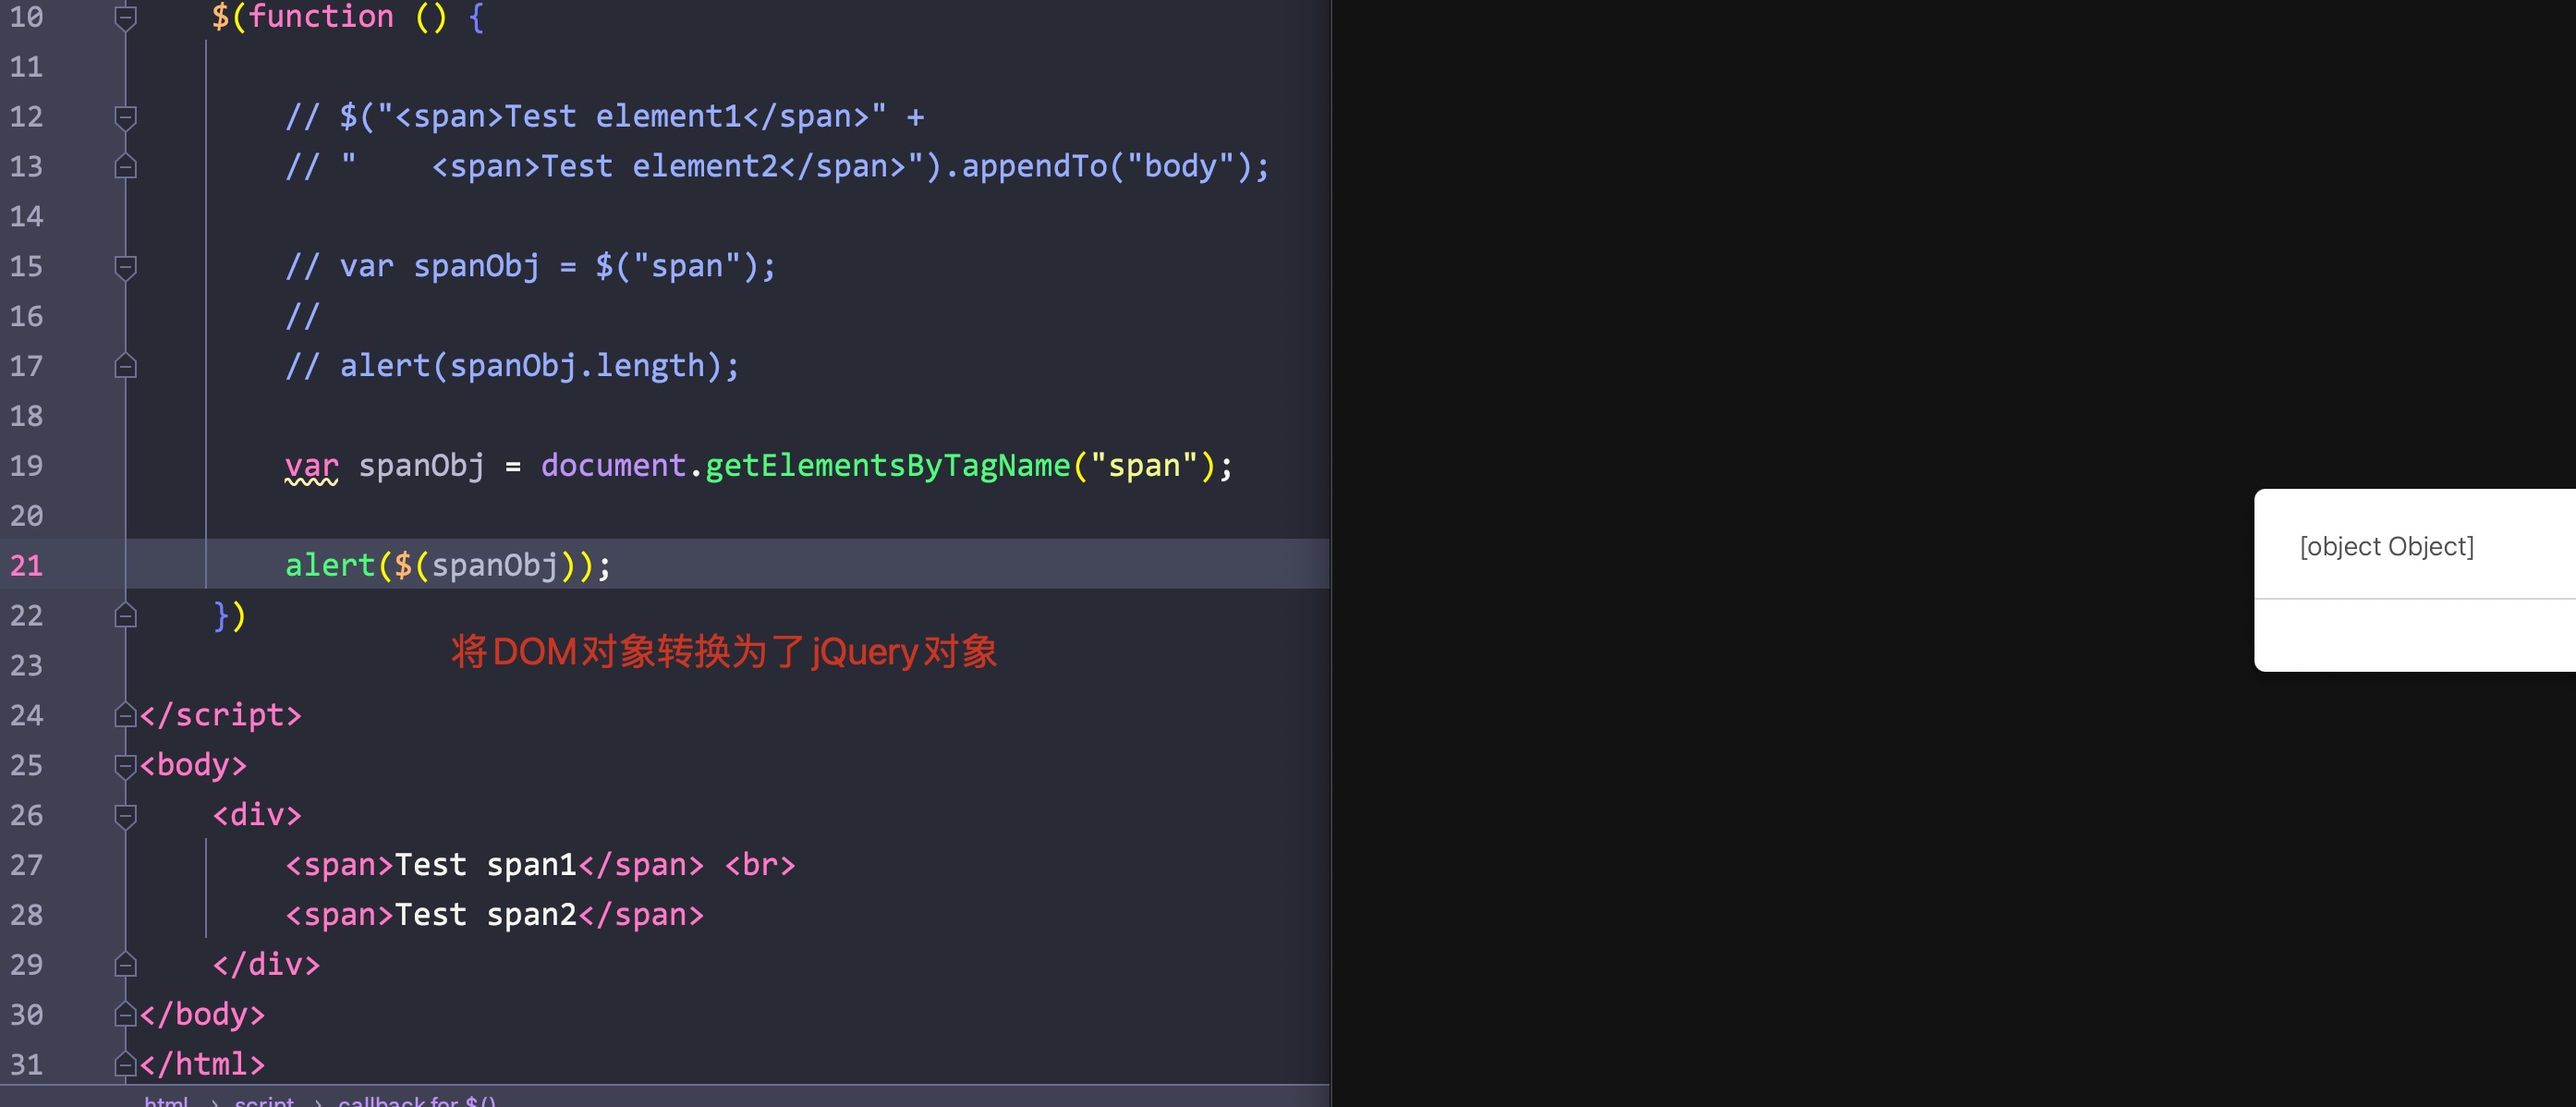 10 $(function () {
11
12 // $("<span>Test element1</span>" +
13 // "    <span>Test element2</span>").appendTo("body");
14
15 // var spanObj = $("span");
16 //
17 // alert(spanObj.length);
18
19 var spanObj = document.getElementsByTagName("span");
20
21 alert($(spanObj));
22 })
将DOM对象转换为了jQuery对象
23
24 </script>
25 <body>
26 <div>
27 <span>Test span1</span> <br>
28 <span>Test span2</span>
29 </div>
30 </body>
31 </html>
html › script › callback for $()
[object Object]